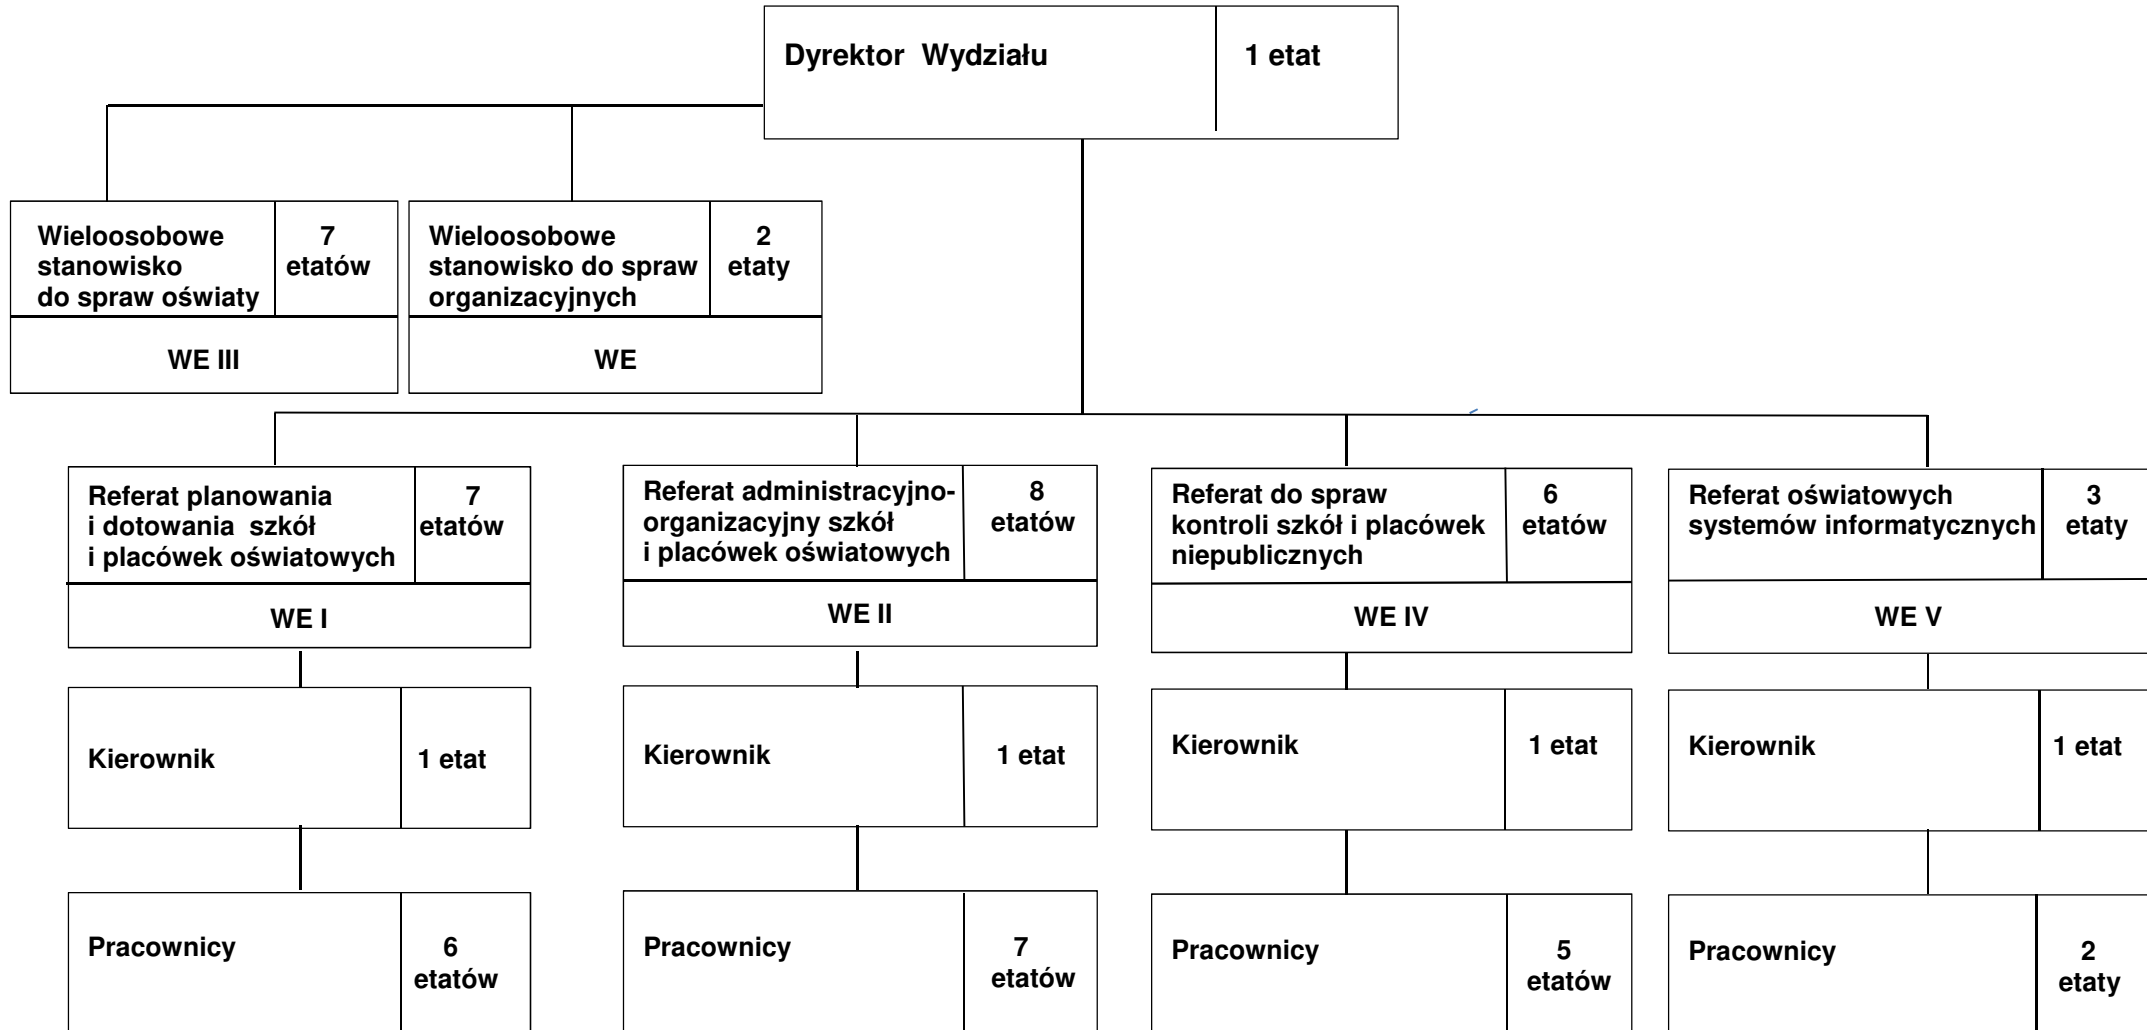 Dyrektor Wydziału
1 etat
Wieloosobowe
stanowisko
do spraw oświaty
7
etatów
WE III
Wieloosobowe
stanowisko do spraw
organizacyjnych
2
etaty
WE
Referat planowania
i dotowania szkół
i placówek oświatowych
7
etatów
WE I
Referat administracyjno-
organizacyjny szkół
i placówek oświatowych
8
etatów
WE II
Referat do spraw
kontroli szkół i placówek
niepublicznych
6
etatów
WE IV
Referat oświatowych
systemów informatycznych
3
etaty
WE V
Kierownik
1 etat
Kierownik
1 etat
Kierownik
1 etat
Kierownik
1 etat
Pracownicy
6
etatów
Pracownicy
7
etatów
Pracownicy
5
etatów
Pracownicy
2
etaty